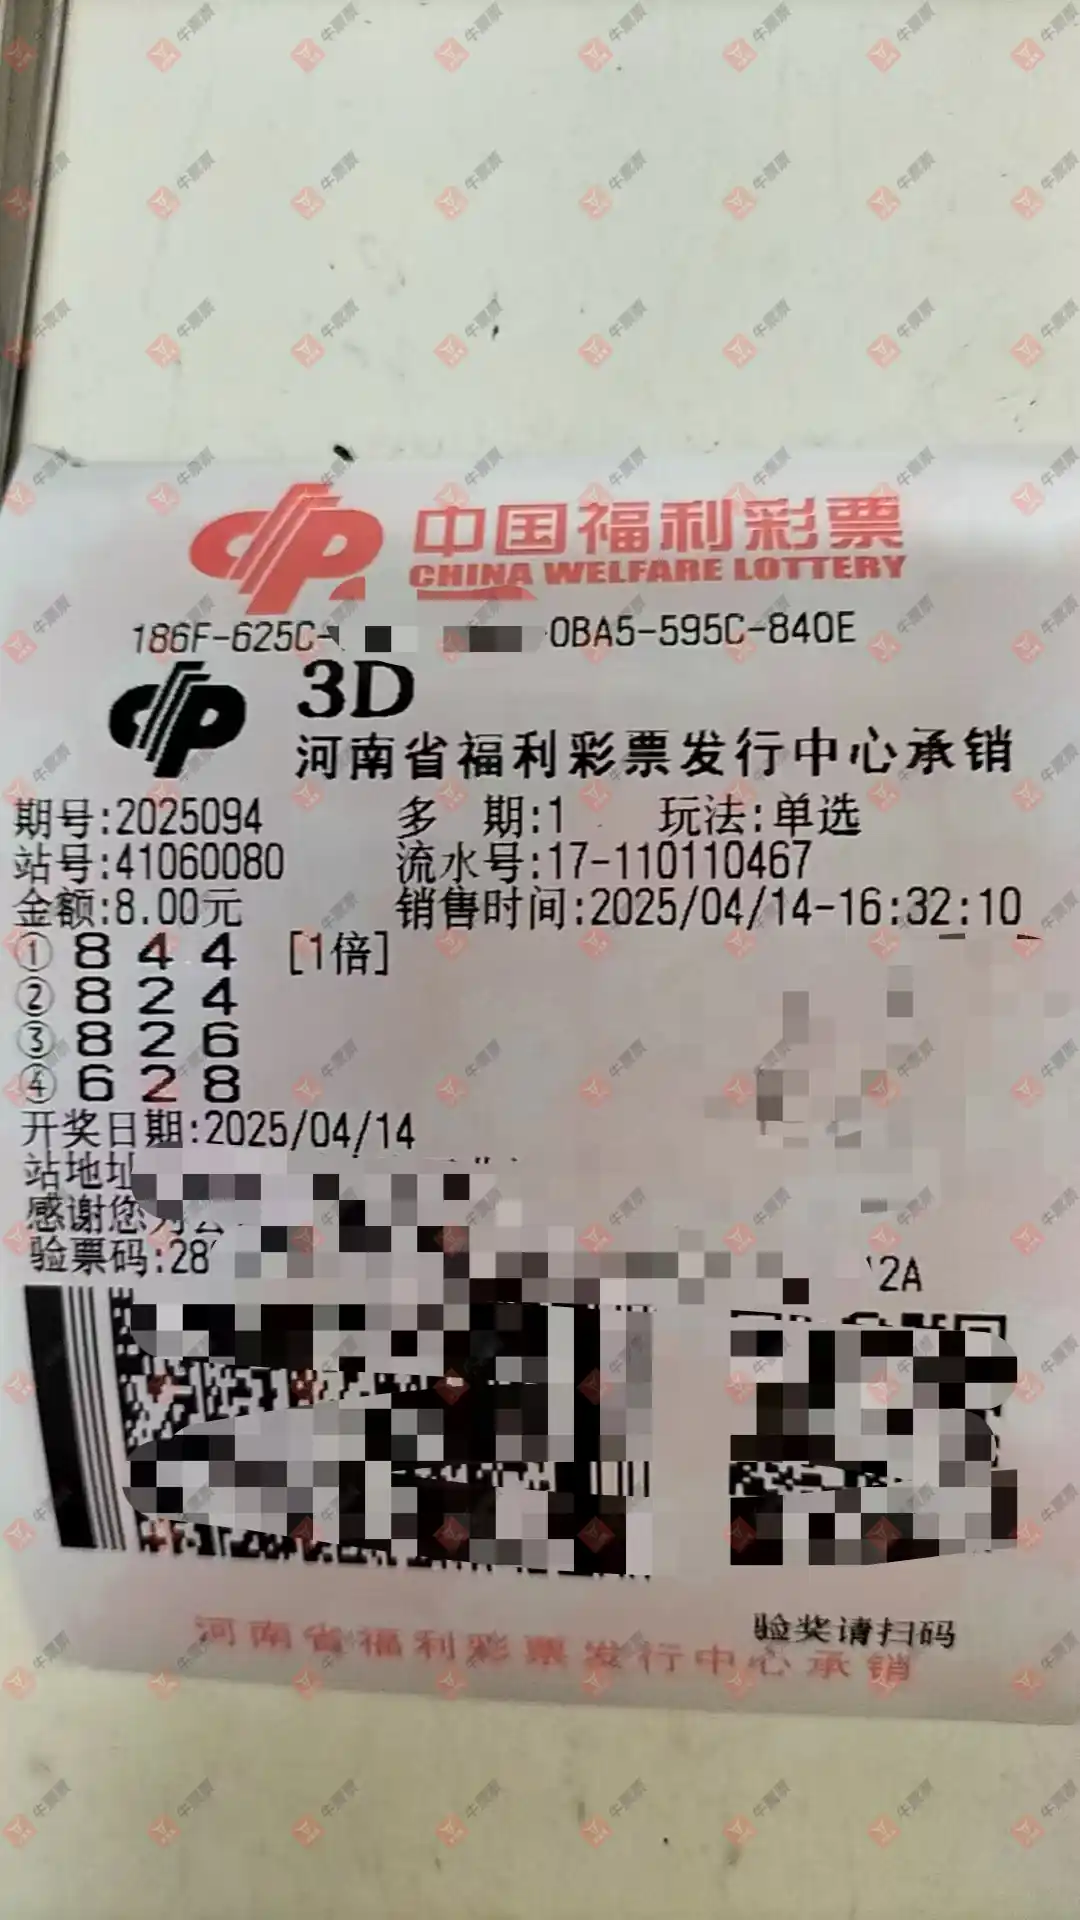 中国福利彩票
CHINA WELFARE LOTTERY
186F-625C- 0BA5-595C-840E
3D
河南省福利彩票发行中心承销
期号:2025094 多 期:1 玩法:单选
站号:41060080 流水号:17-110110467
金额:8.00元 销售时间:2025/04/14-16:32:10
① 8 4 4 [1倍]
② 8 2 4
③ 8 2 6
④ 6 2 8
开奖日期:2025/04/14
站地址
感谢您为公
验票码:28 2A
验奖请扫码
河南省福利彩票发行中心承销
牛票票